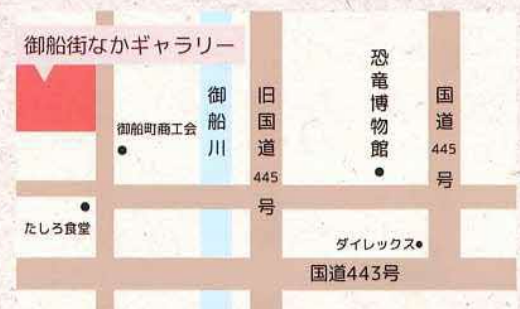 御船街なかギャラリー
御船町商工会
御船川
旧国道445号
恐竜博物館
国道445号
たしろ食堂
ダイレックス
国道443号